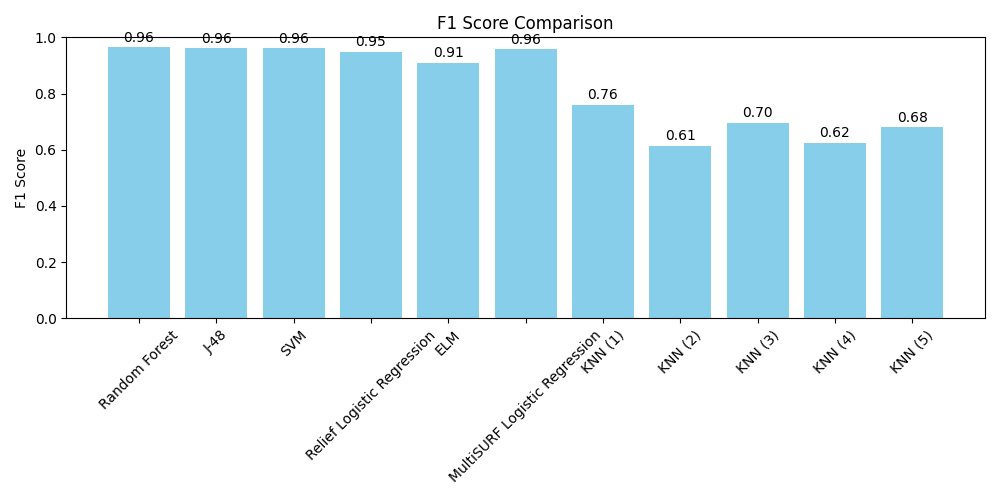 F1 Score Comparison
F1 Score
1.0
0.8
0.6
0.4
0.2
0.0
0.96
0.96
0.96
0.95
0.91
0.96
0.76
0.61
0.70
0.62
0.68
Random Forest
J-48
SVM
Relief Logistic Regression
ELM
MultiSURF Logistic Regression
KNN (1)
KNN (2)
KNN (3)
KNN (4)
KNN (5)